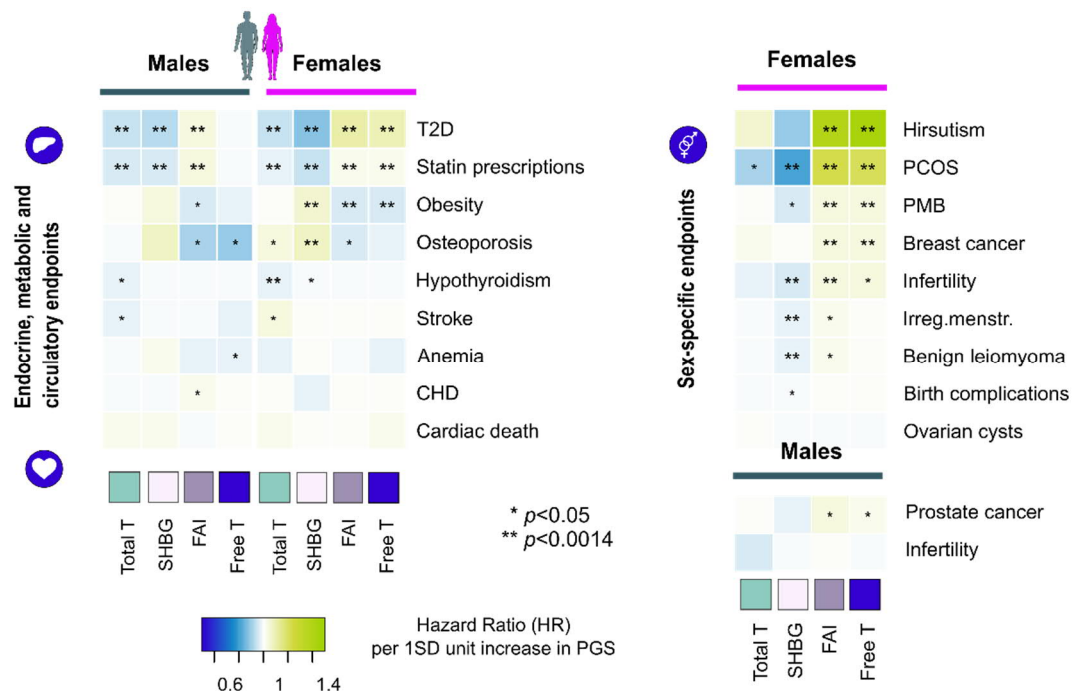 Males
Females
Endocrine, metabolic and
circulatory endpoints
** ** ** ** ** ** ** T2D
** ** ** ** ** ** ** Statin prescriptions
* ** ** ** Obesity
* * * ** * Osteoporosis
* ** * Hypothyroidism
* * Stroke
* Anemia
* CHD
Cardiac death
Total T
SHBG
FAI
Free T
Total T
SHBG
FAI
Free T
* p<0.05
** p<0.0014
0.6 1 1.4
Hazard Ratio (HR)
per 1SD unit increase in PGS
Females
Sex-specific endpoints
** ** Hirsutism
* ** ** ** PCOS
* ** ** PMB
** ** Breast cancer
** ** * Infertility
** * Irreg.menstr.
** * Benign leiomyoma
* Birth complications
Ovarian cysts
Males
* * Prostate cancer
Infertility
Total T
SHBG
FAI
Free T